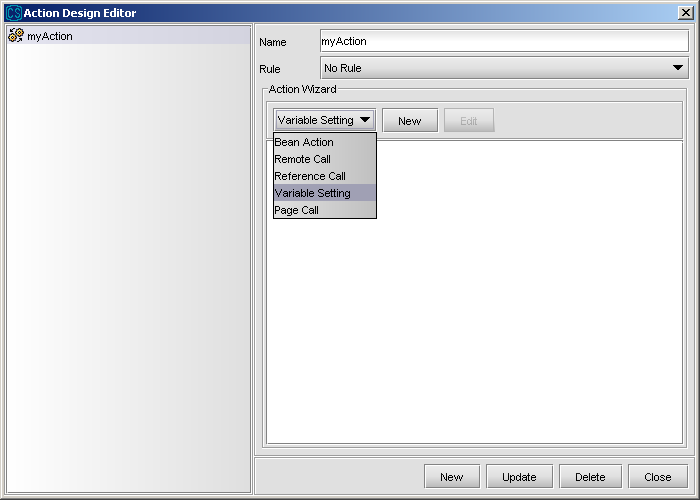 CS Action Design Editor
myAction
Name myAction
Rule No Rule
Action Wizard
Variable Setting New Edit
Bean Action
Remote Call
Reference Call
Variable Setting
Page Call
New Update Delete Close